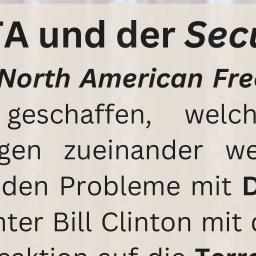 TA und der Secu
North American Free
geschaffen, welch
gen zueinander we
den Probleme mit D
nter Bill Clinton mit d
eaktion auf die Terro